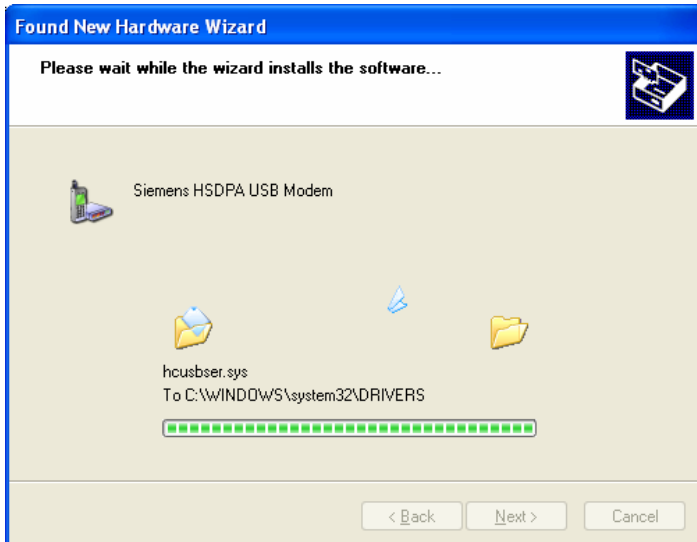 Found New Hardware Wizard
Please wait while the wizard installs the software...
Siemens HSDPA USB Modem
hcusbser.sys
To C:\WINDOWS\system32\DRIVERS
< Back Next > Cancel